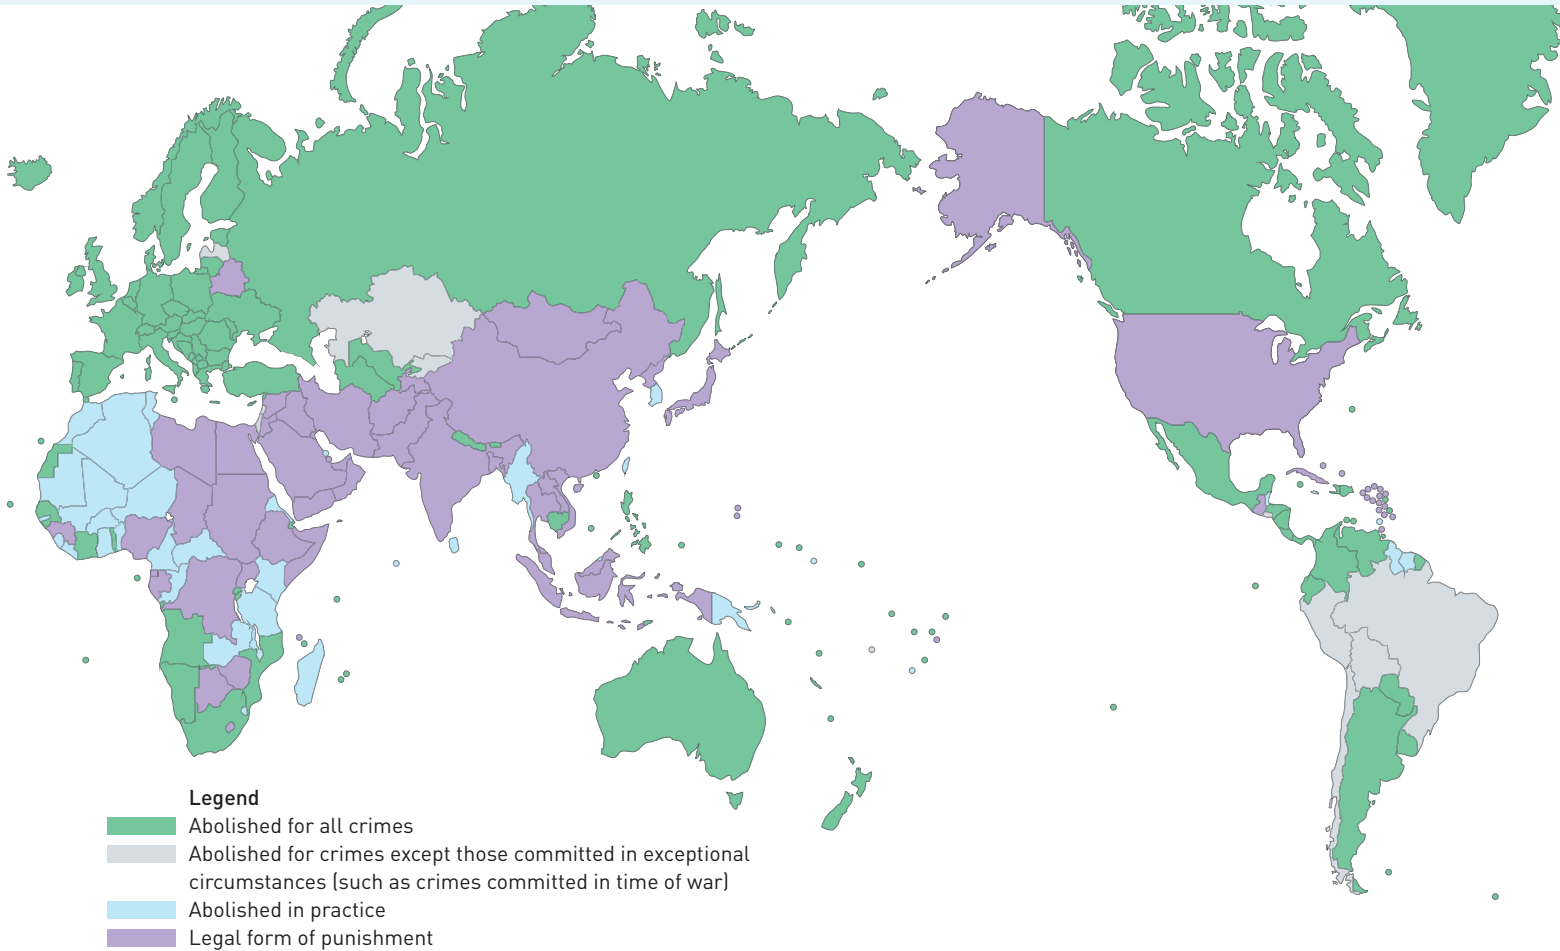 Legend
Abolished for all crimes
Abolished for crimes except those committed in exceptional
circumstances (such as crimes committed in time of war)
Abolished in practice
Legal form of punishment